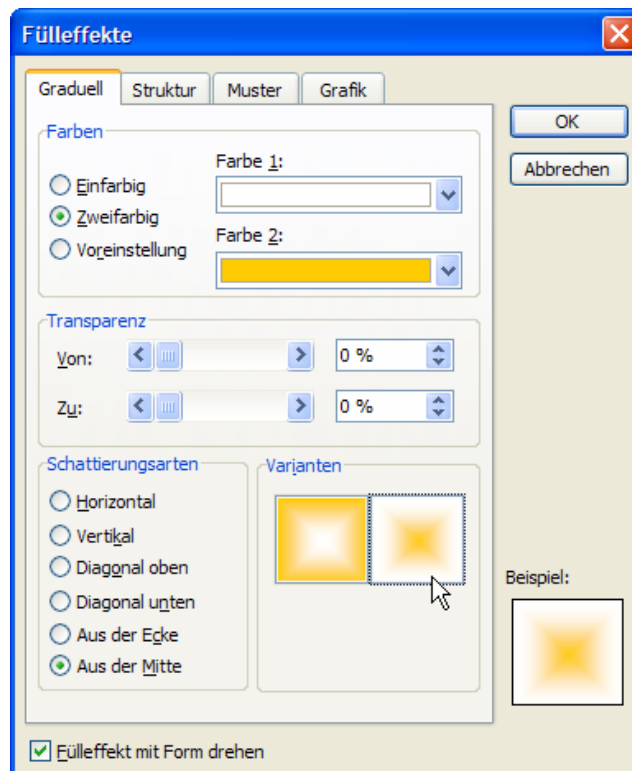 Fülleffekte
Graduell Struktur Muster Grafik
Farben
Einfarbig
Zweifarbig
Voreinstellung
Farbe 1:
Farbe 2:
OK
Abbrechen
Transparenz
Von: 0 %
Zu: 0 %
Schattierungsarten
Horizontal
Vertikal
Diagonal oben
Diagonal unten
Aus der Ecke
Aus der Mitte
Varianten
Beispiel:
Fülleffekt mit Form drehen